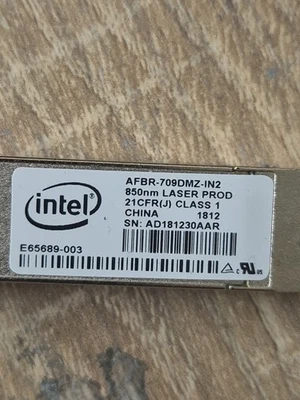 AFBR-709DMZ-IN2
850nm LASER PROD
21CFR(J) CLASS 1
CHINA 1812
SN: AD181230AAR
intel
E65689-003